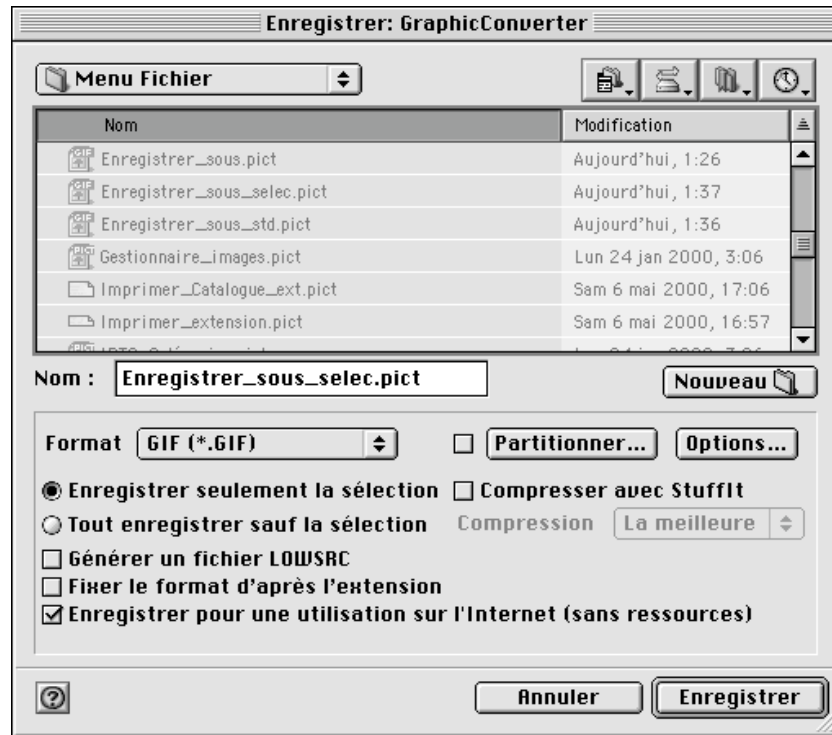 Enregistrer: GraphicConverter
Menu Fichier
Nom Modification
Enregistrer_sous.pict Aujourd'hui, 1:26
Enregistrer_sous_selec.pict Aujourd'hui, 1:37
Enregistrer_sous_std.pict Aujourd'hui, 1:36
Gestionnaire_images.pict Lun 24 jan 2000, 3:06
Imprimer_Catalogue_ext.pict Sam 6 mai 2000, 17:06
Imprimer_extension.pict Sam 6 mai 2000, 16:57
Nom : Enregistrer_sous_selec.pict Nouveau
Format GIF (*.GIF) Partitionner... Options...
Enregistrer seulement la sélection Compresser avec StuffIt
Tout enregistrer sauf la sélection Compression La meilleure
Générer un fichier LOWSRC
Fixer le format d'après l'extension
Enregistrer pour une utilisation sur l'Internet (sans ressources)
Annuler Enregistrer